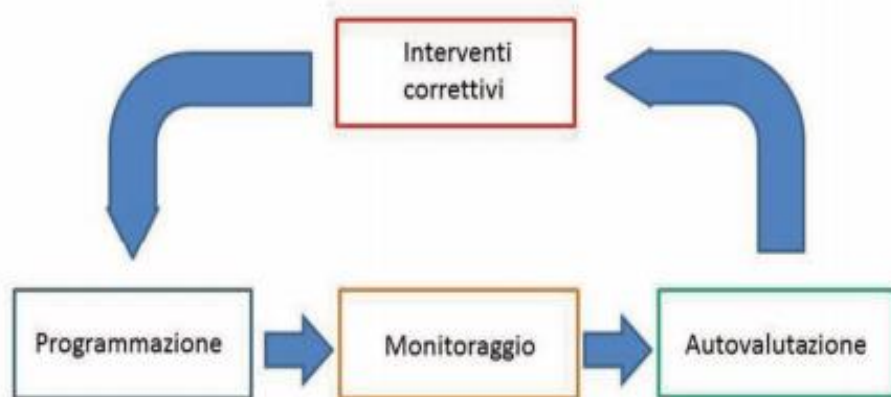 Interventi
correttivi
Programmazione
Monitoraggio
Autovalutazione